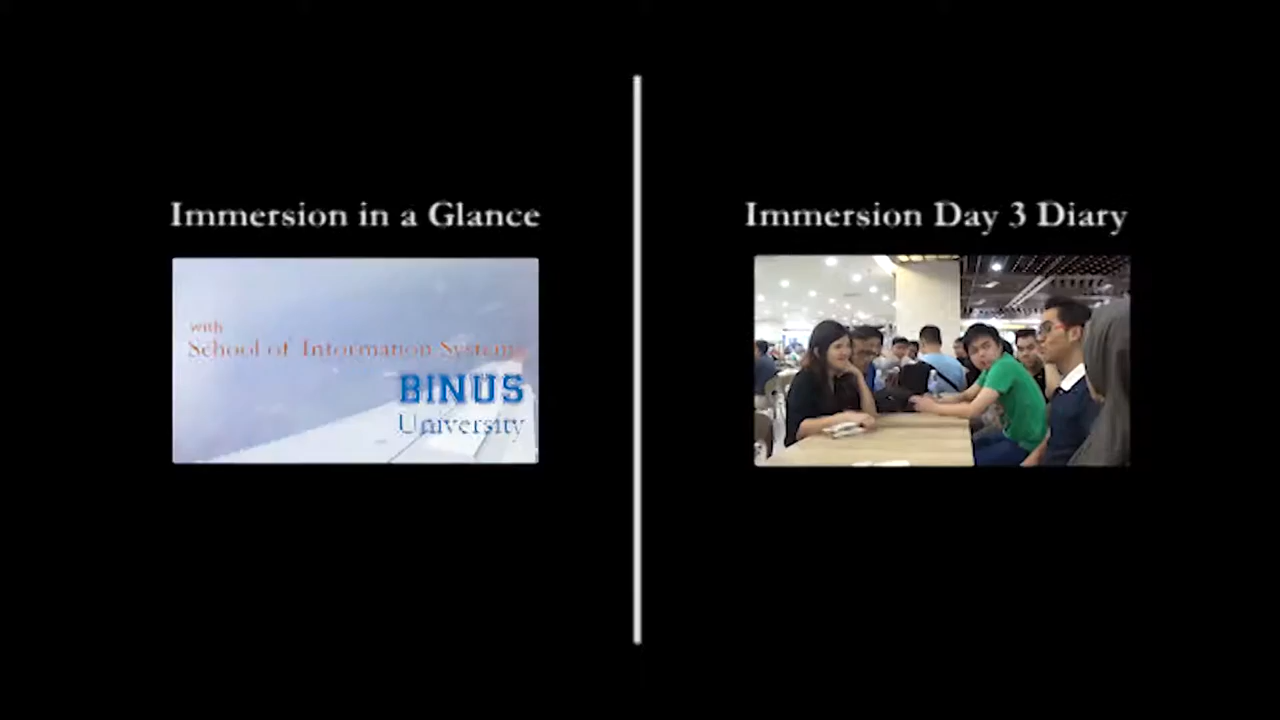 Immersion in a Glance
with
School of Information Systems
BINUS
University
Immersion Day 3 Diary